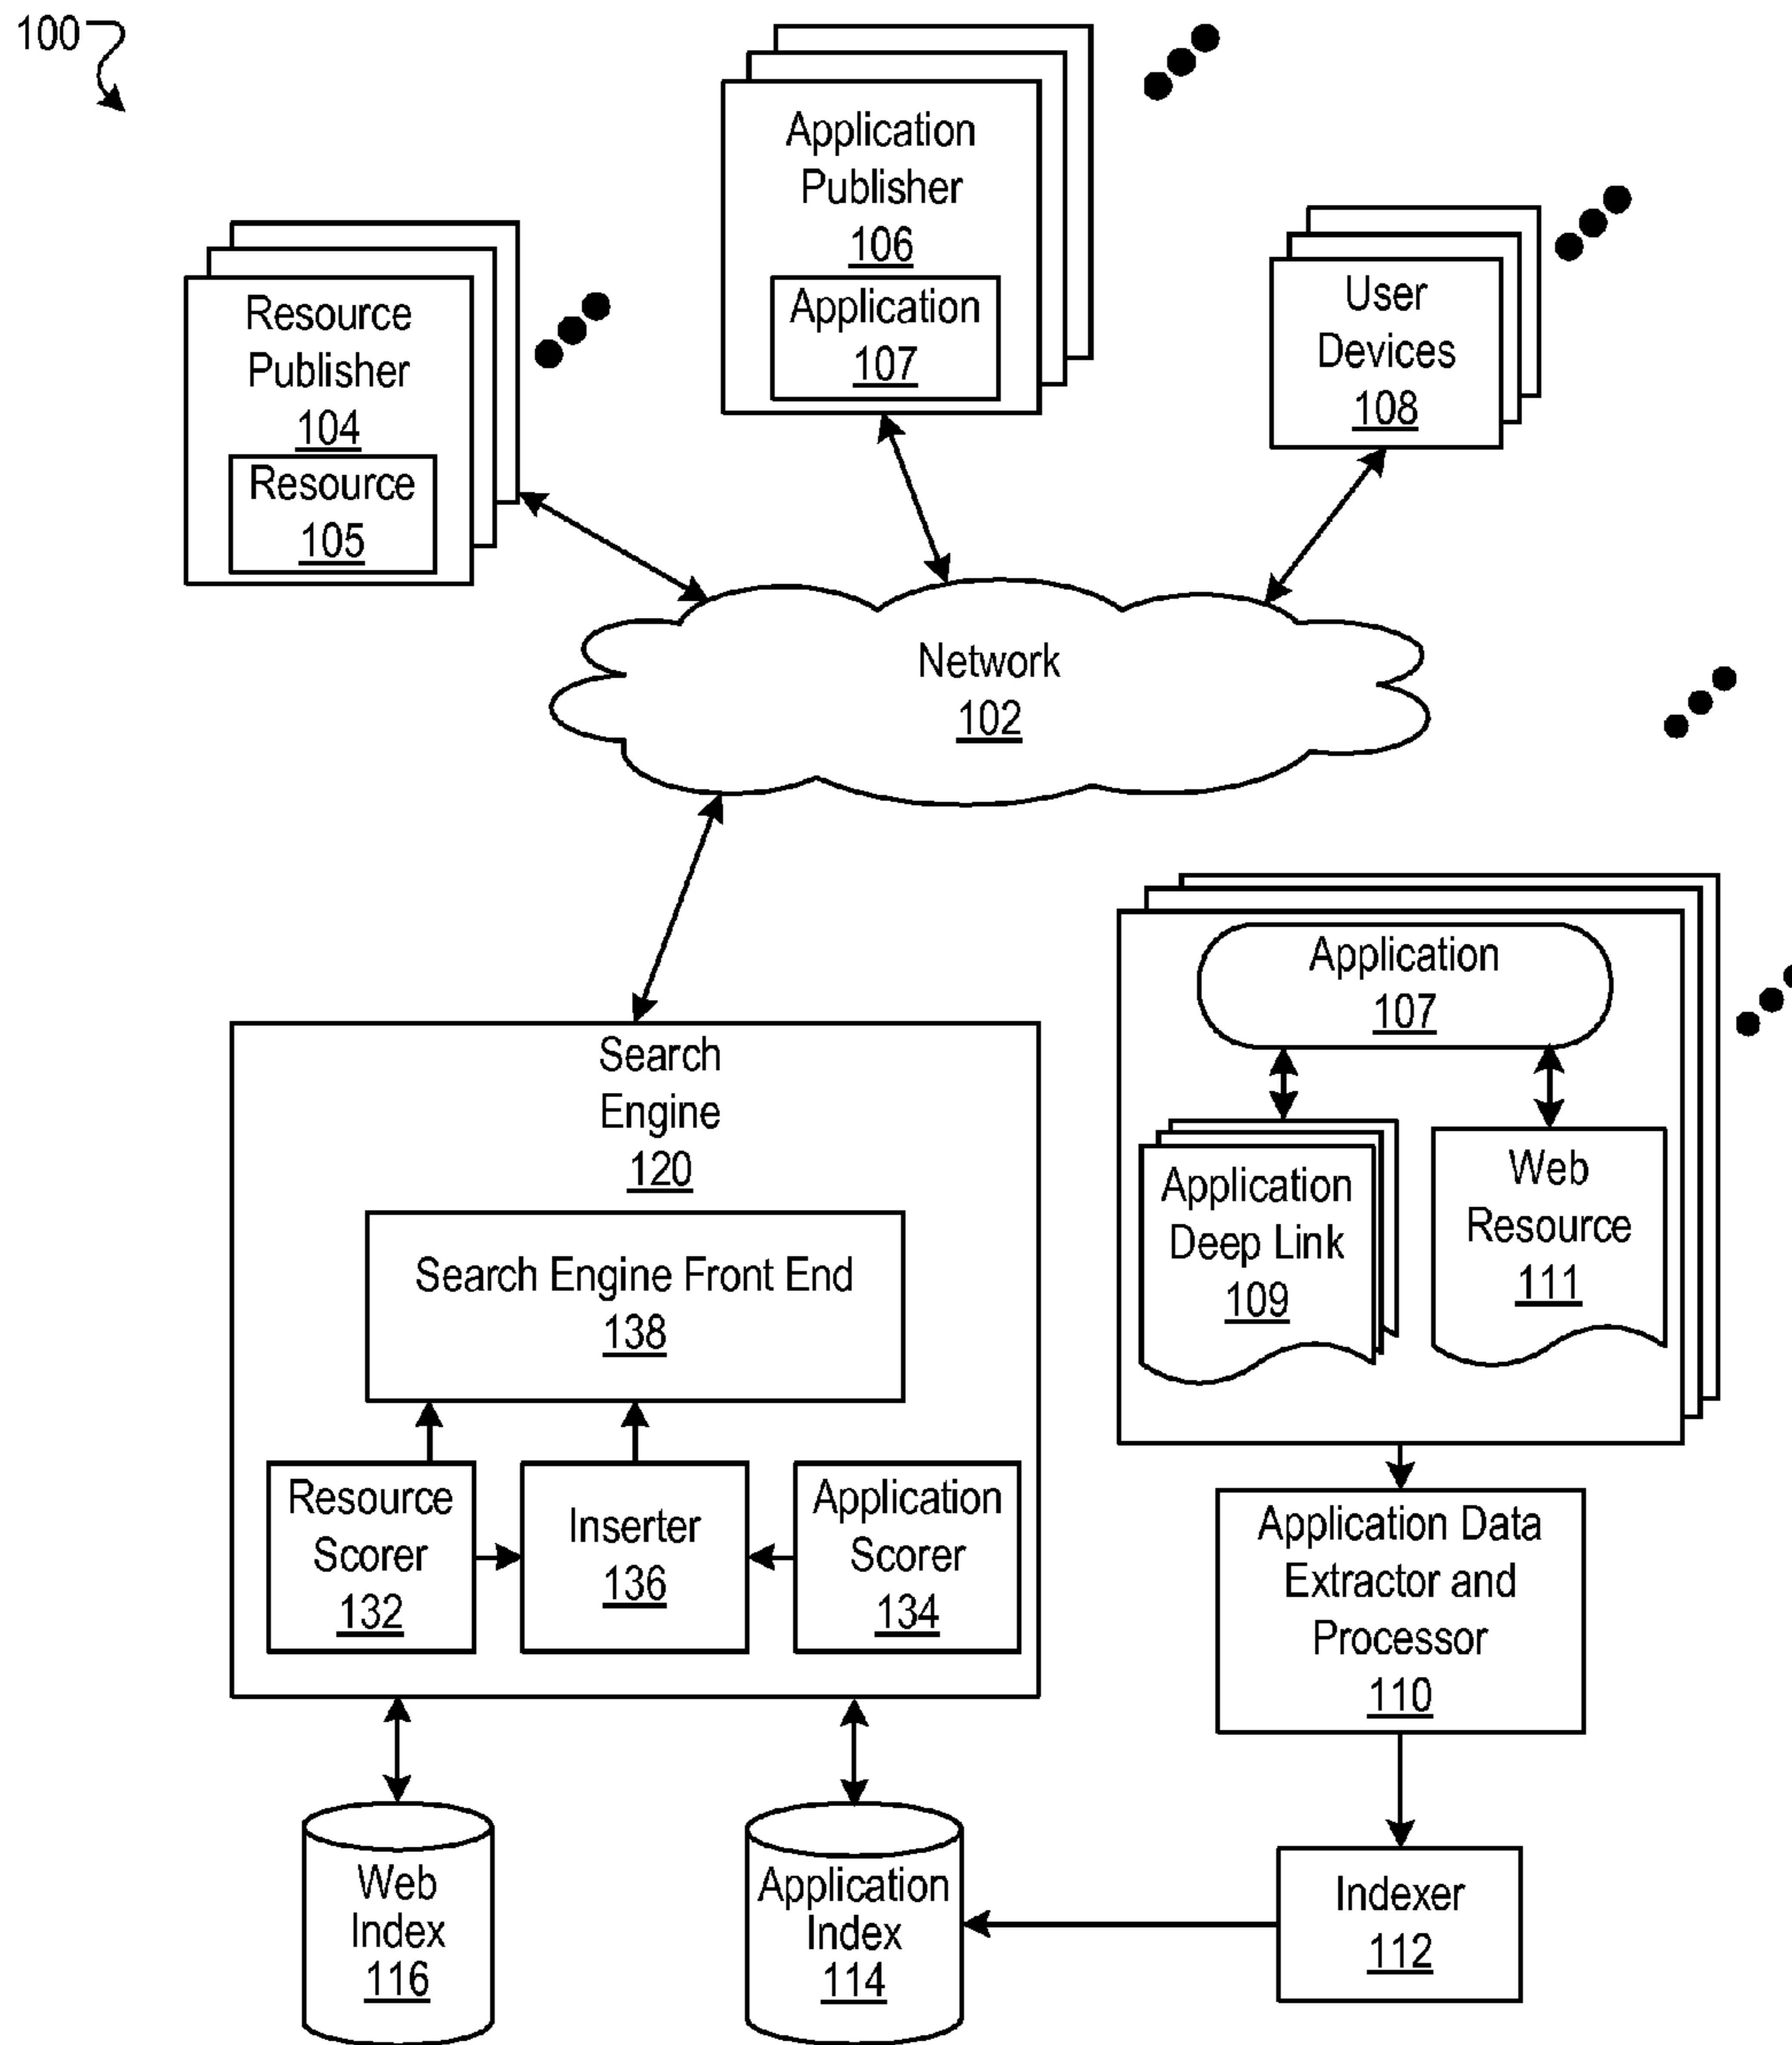 100
Application
Publisher
106
Application
107
User
Devices
108
Resource
Publisher
104
Resource
105
Network
102
Application
107
Application
Deep Link
109
Web
Resource
111
Search
Engine
120
Search Engine Front End
138
Resource
Scorer
132
Inserter
136
Application
Scorer
134
Application Data
Extractor and
Processor
110
Web
Index
116
Application
Index
114
Indexer
112